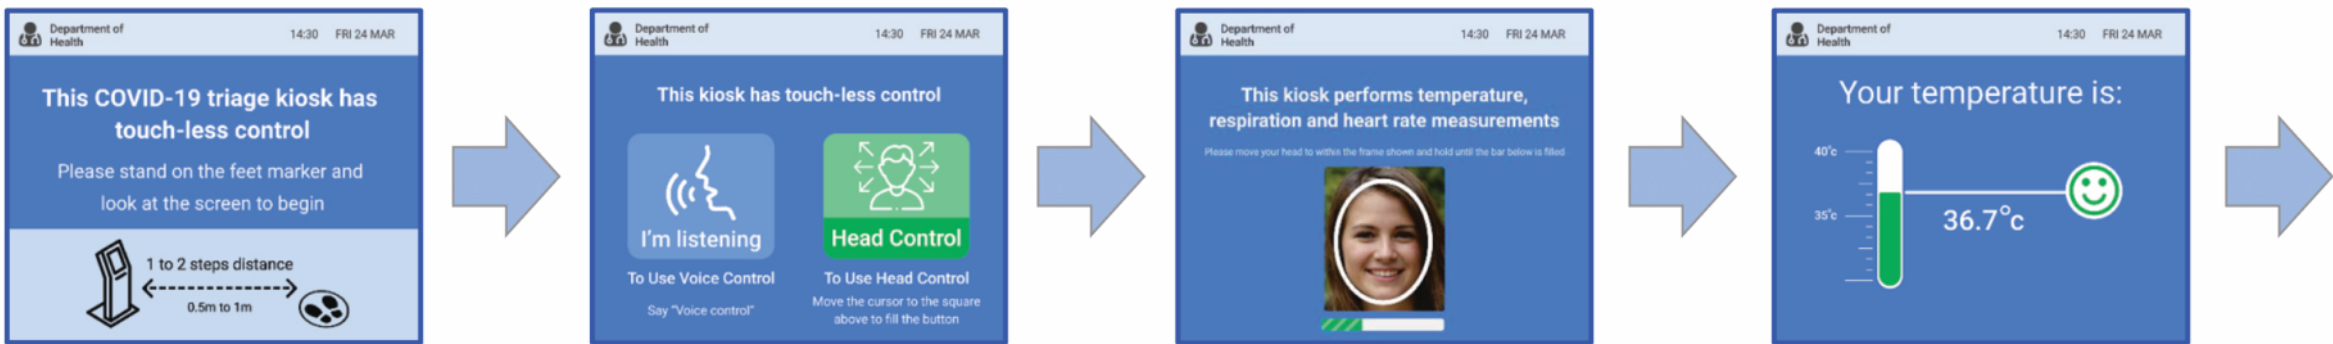 Department of
Health
14:30 FRI 24 MAR
This COVID-19 triage kiosk has
touch-less control
Please stand on the feet marker and
look at the screen to begin
1 to 2 steps distance
0.5m to 1m
Department of
Health
14:30 FRI 24 MAR
This kiosk has touch-less control
I'm listening
To Use Voice Control
Say "Voice control"
Head Control
To Use Head Control
Move the cursor to the square
above to fill the button
Department of
Health
14:30 FRI 24 MAR
This kiosk performs temperature,
respiration and heart rate measurements
Please move your head to within the frame shown and hold until the bar below is filled
Department of
Health
14:30 FRI 24 MAR
Your temperature is:
40°c
35°c
36.7°c